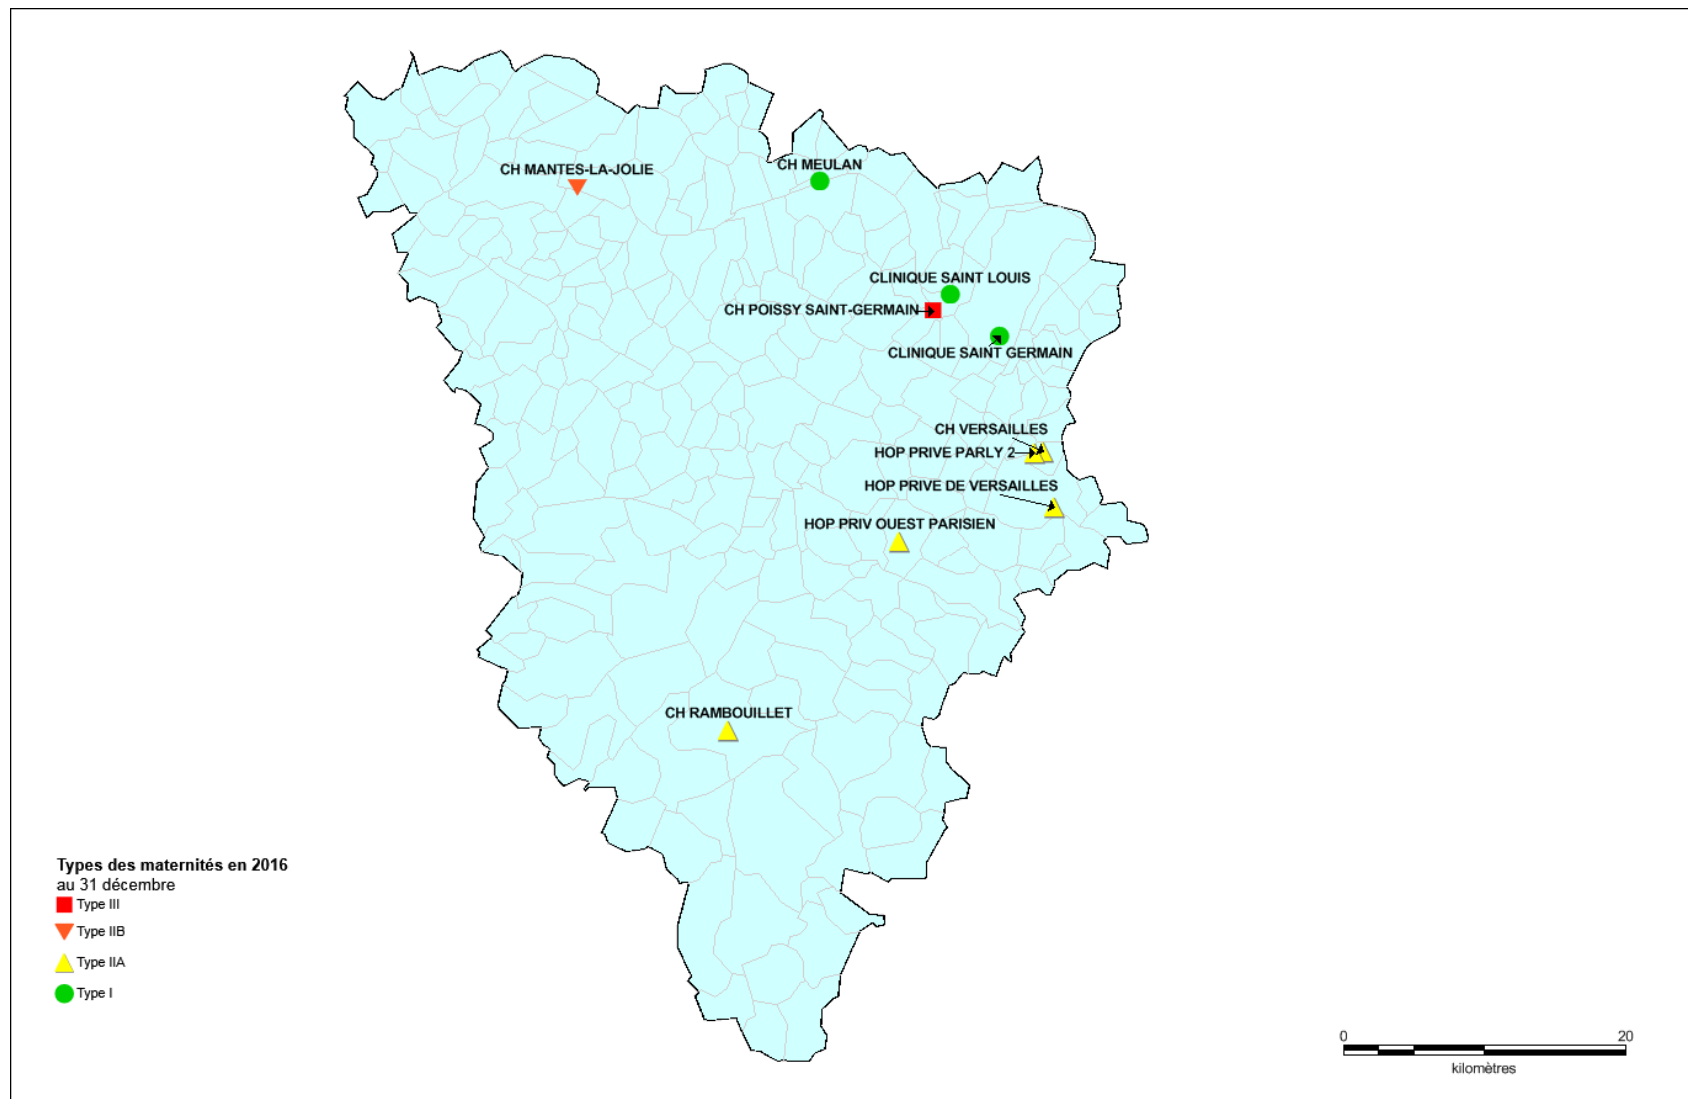 CH MANTES-LA-JOLIE
CH MEULAN
CLINIQUE SAINT LOUIS
CH POISSY SAINT-GERMAIN
CLINIQUE SAINT GERMAIN
CH VERSAILLES
HOP PRIVE PARLY 2
HOP PRIVE DE VERSAILLES
HOP PRIV OUEST PARISIEN
CH RAMBOUILLET
Types des maternités en 2016
au 31 décembre
Type III
Type IIB
Type IIA
Type I
0 20
kilomètres